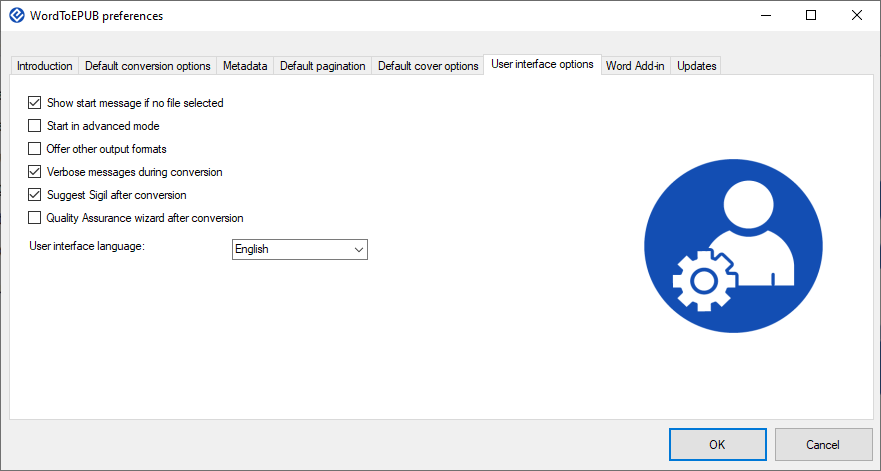 WordToEPUB preferences
Introduction Default conversion options Metadata Default pagination Default cover options User interface options Word Add-in Updates
Show start message if no file selected
Start in advanced mode
Offer other output formats
Verbose messages during conversion
Suggest Sigil after conversion
Quality Assurance wizard after conversion
User interface language: English
OK Cancel